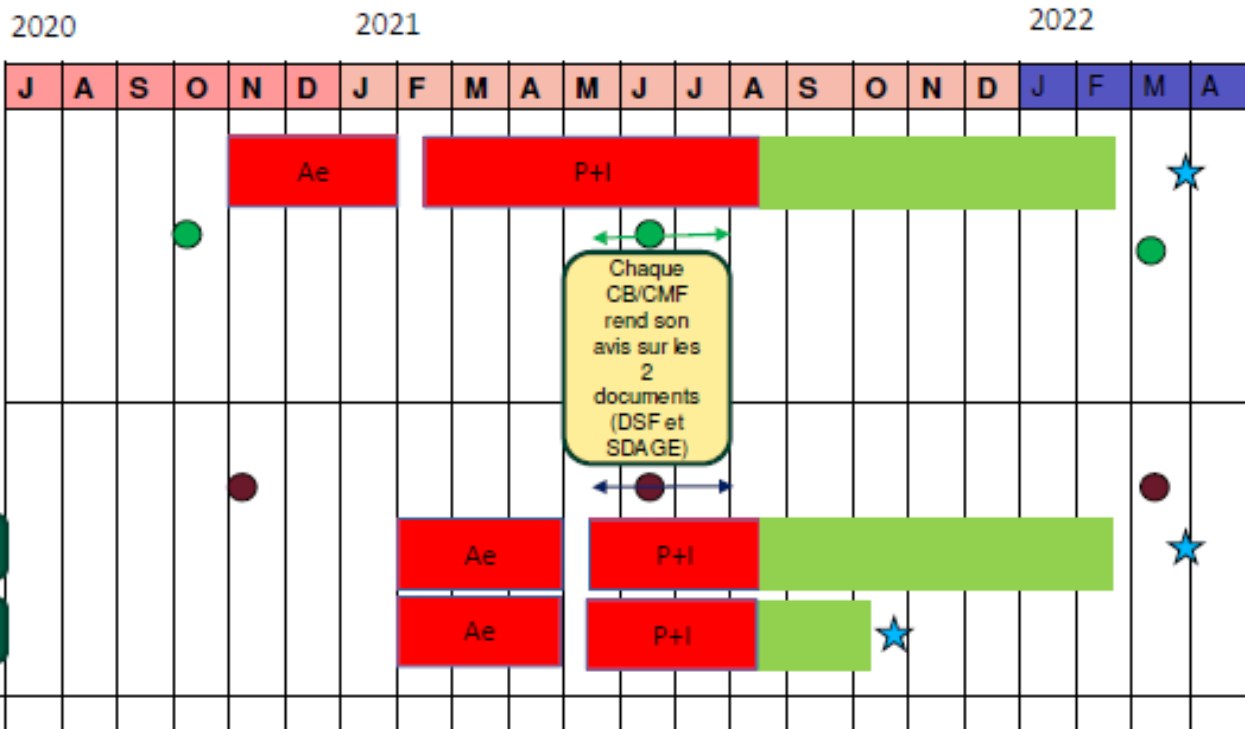 2020 2021 2022
J A S O N D J F M A M J J A S O N D J F M A
Ae P+I
Chaque
CB/CMF
rend son
avis sur les
2
documents
(DSF et
SDAGE)
Ae P+I
Ae P+I